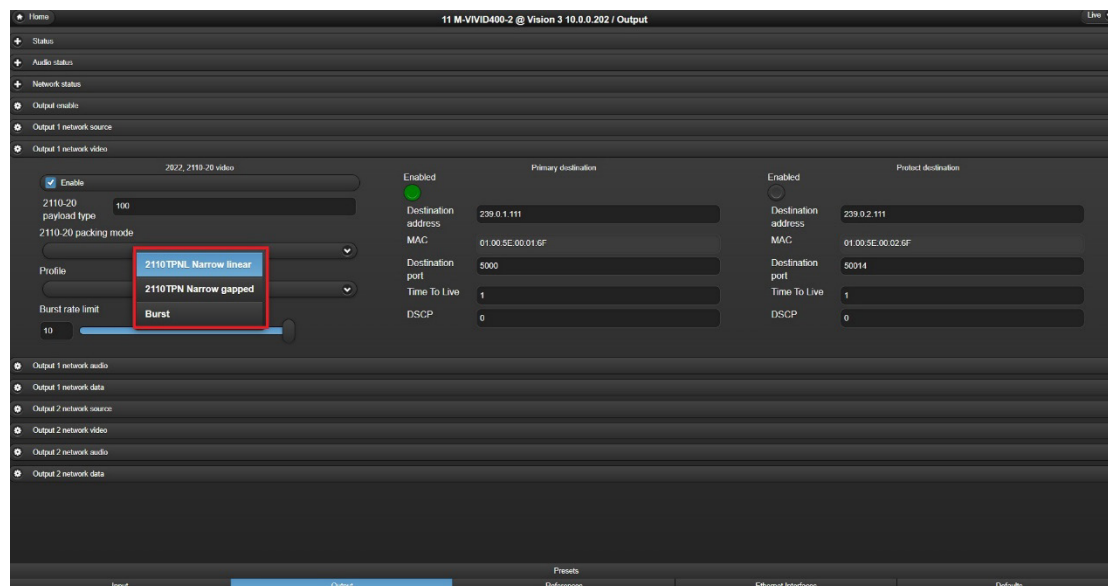 Home
11 M-VIVID400-2 @ Vision 3 10.0.0.202 / Output
Live
Status
Audio status
Network status
Output enable
Output 1 network source
Output 1 network video
2022, 2110-20 video
Primary destination
Protect destination
Enable
Enabled
Enabled
2110-20 payload type
100
Destination address
239.0.1.111
Destination address
239.0.2.111
2110-20 packing mode
MAC
01.00:5E.00:01.6F
MAC
01.00:5E.00:02.6F
Profile
2110TPNL Narrow linear
2110TPN Narrow gapped
Burst
Destination port
5000
Destination port
50014
Time To Live
1
Time To Live
1
Burst rate limit
10
DSCP
0
DSCP
0
Output 1 network audio
Output 1 network data
Output 2 network source
Output 2 network video
Output 2 network audio
Output 2 network data
Presets
Input
Output
References
Ethernet Interfaces
Defaults